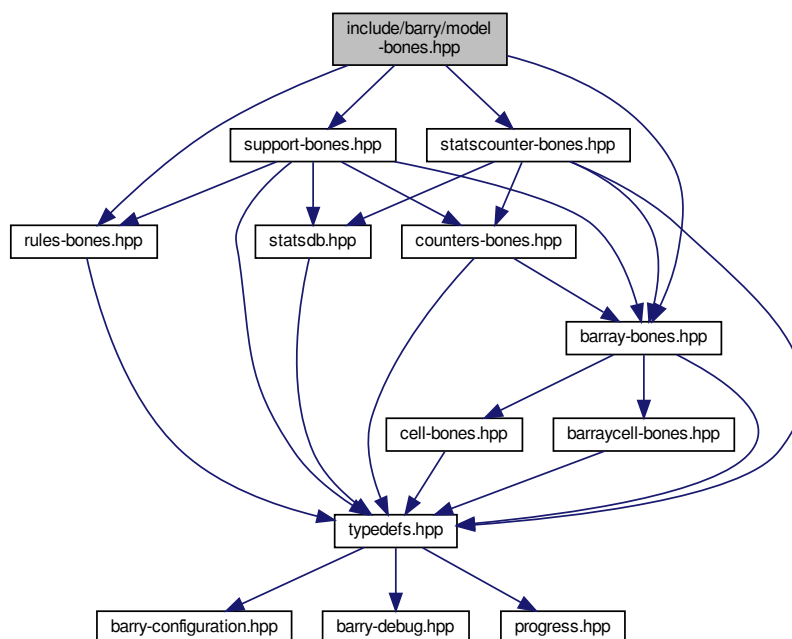 include/barry/model
-bones.hpp
support-bones.hpp
statscounter-bones.hpp
rules-bones.hpp
statsdb.hpp
counters-bones.hpp
barray-bones.hpp
cell-bones.hpp
barraycell-bones.hpp
typedefs.hpp
barry-configuration.hpp
barry-debug.hpp
progress.hpp